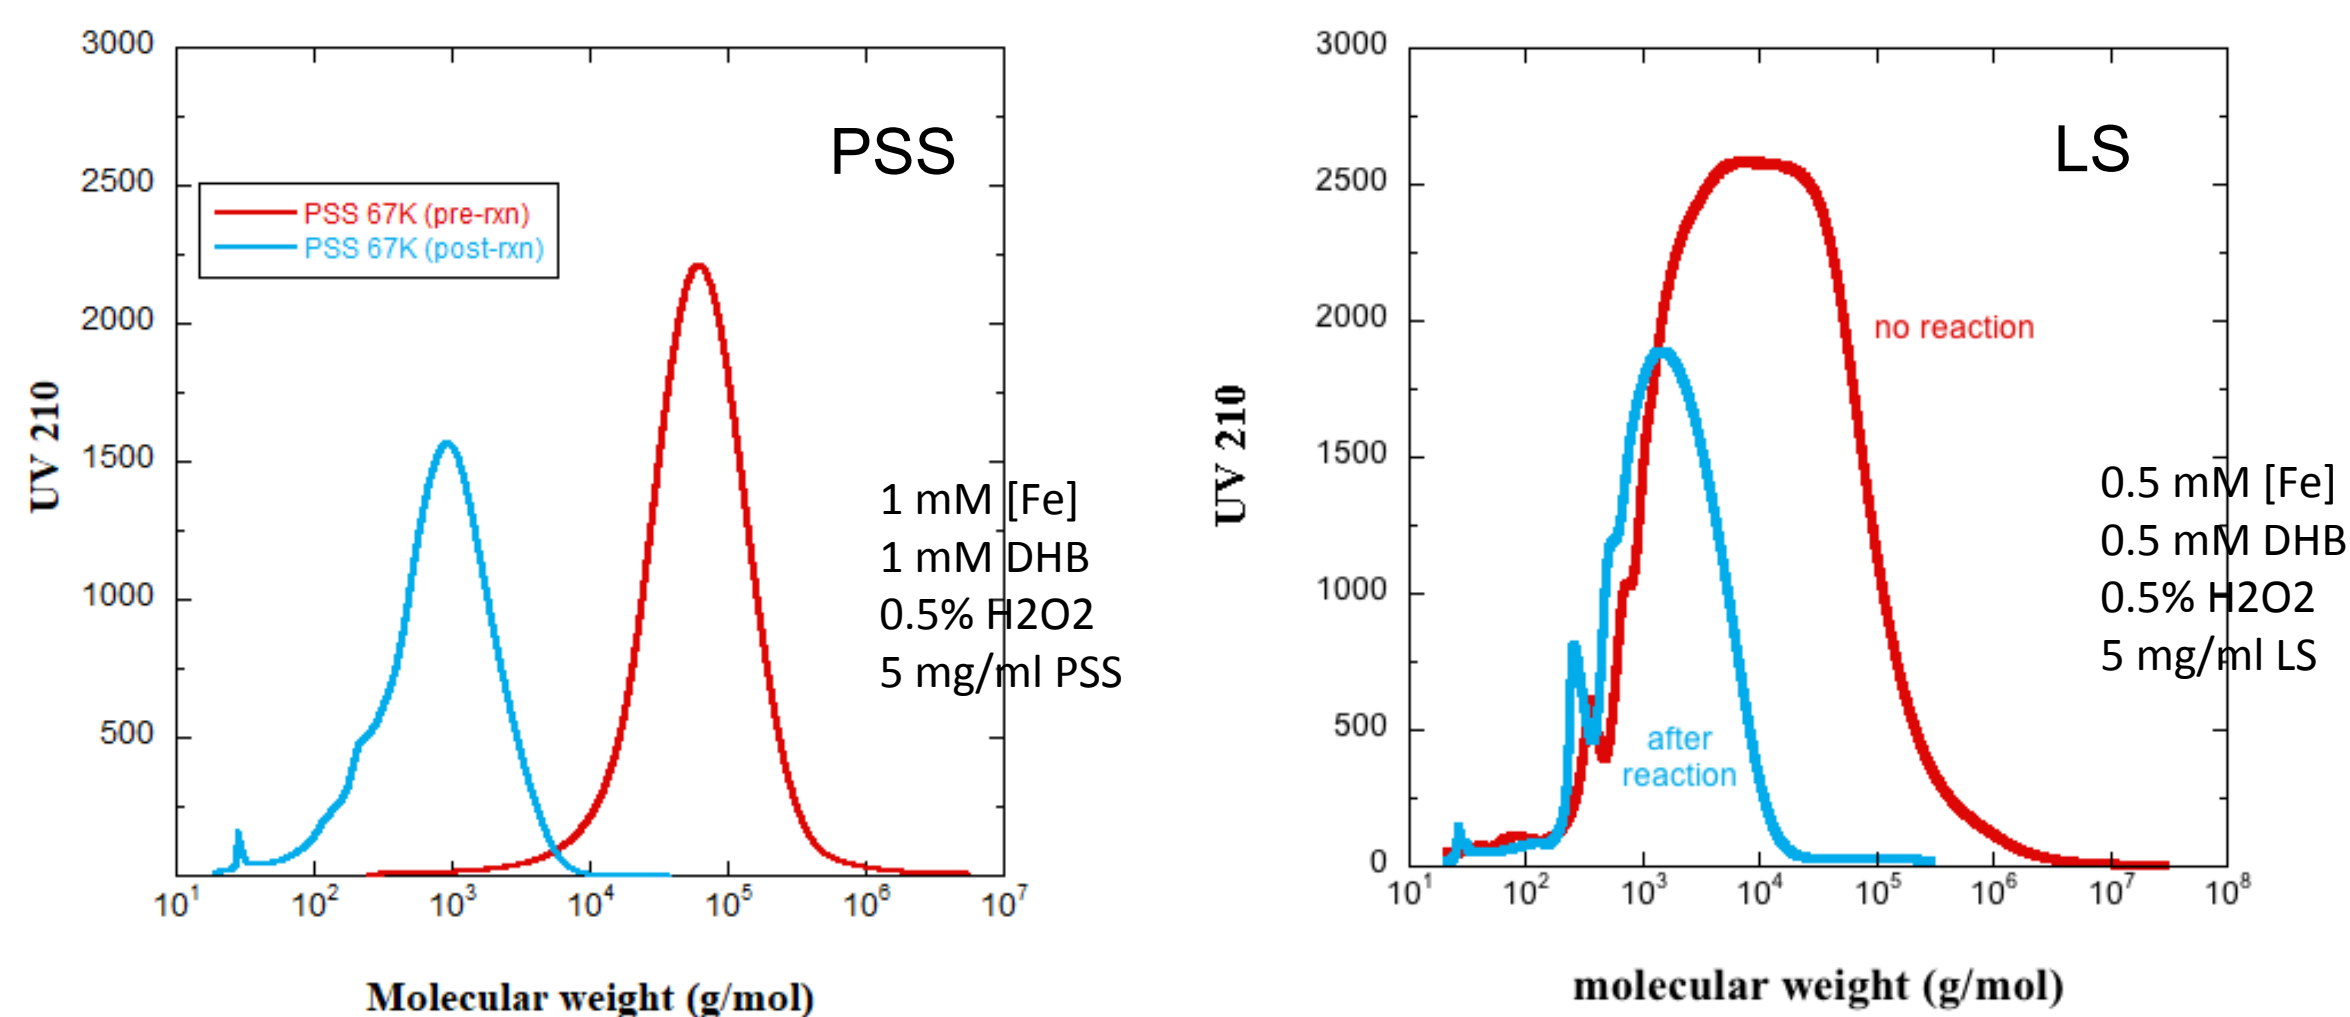 3000
2500
2000
1500
1000
500
UV 210
PSS
PSS 67K (pre-rxn)
PSS 67K (post-rxn)
1 mM [Fe]
1 mM DHB
0.5% H2O2
5 mg/ml PSS
10¹ 10² 10³ 10⁴ 10⁵ 10⁶ 10⁷
Molecular weight (g/mol)
3000
2500
2000
1500
1000
500
0
UV 210
LS
no reaction
after
reaction
0.5 mM [Fe]
0.5 mM DHB
0.5% H2O2
5 mg/ml LS
10¹ 10² 10³ 10⁴ 10⁵ 10⁶ 10⁷ 10⁸
molecular weight (g/mol)